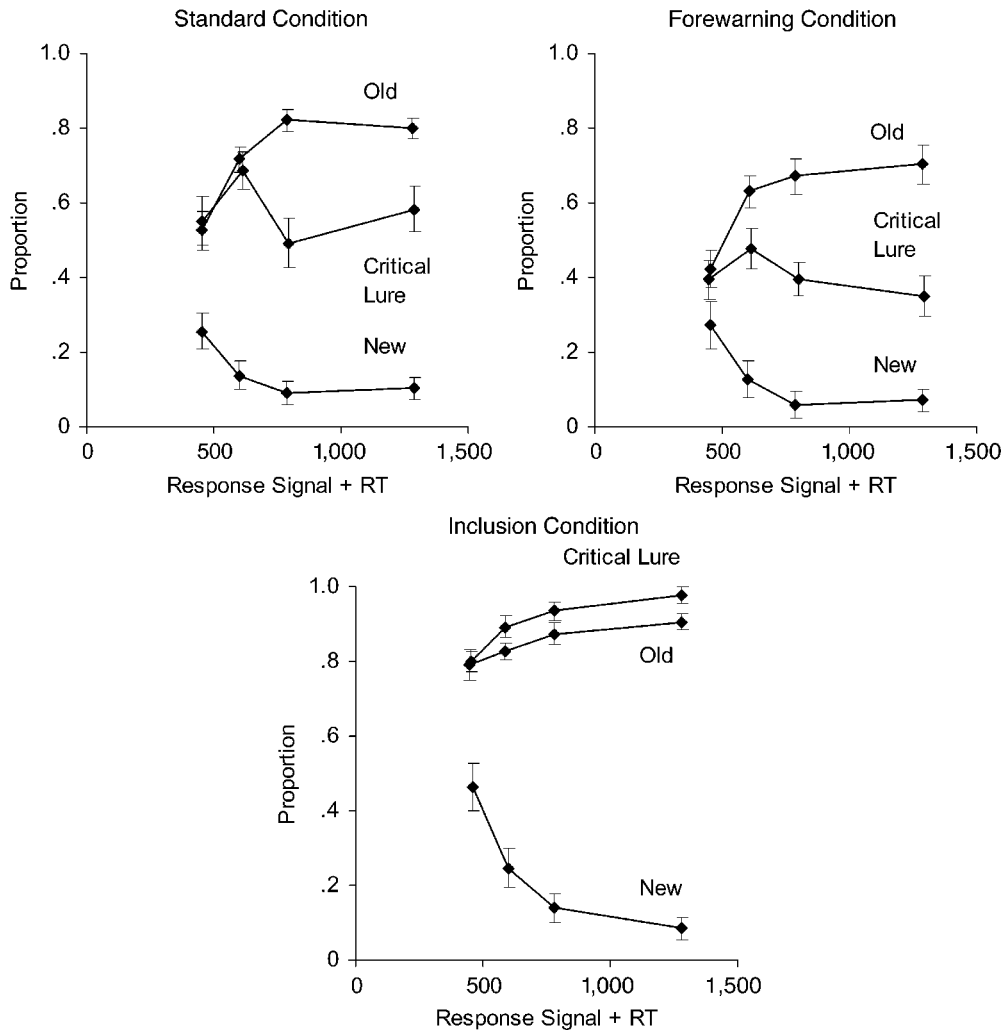 Standard Condition
1.0
.8
.6
.4
.2
0
Proportion
Old
Critical
Lure
New
0
500
1,000
1,500
Response Signal + RT
Forewarning Condition
1.0
.8
.6
.4
.2
0
Proportion
Old
Critical
Lure
New
0
500
1,000
1,500
Response Signal + RT
Inclusion Condition
Critical Lure
1.0
.8
.6
.4
.2
0
Proportion
Old
New
0
500
1,000
1,500
Response Signal + RT